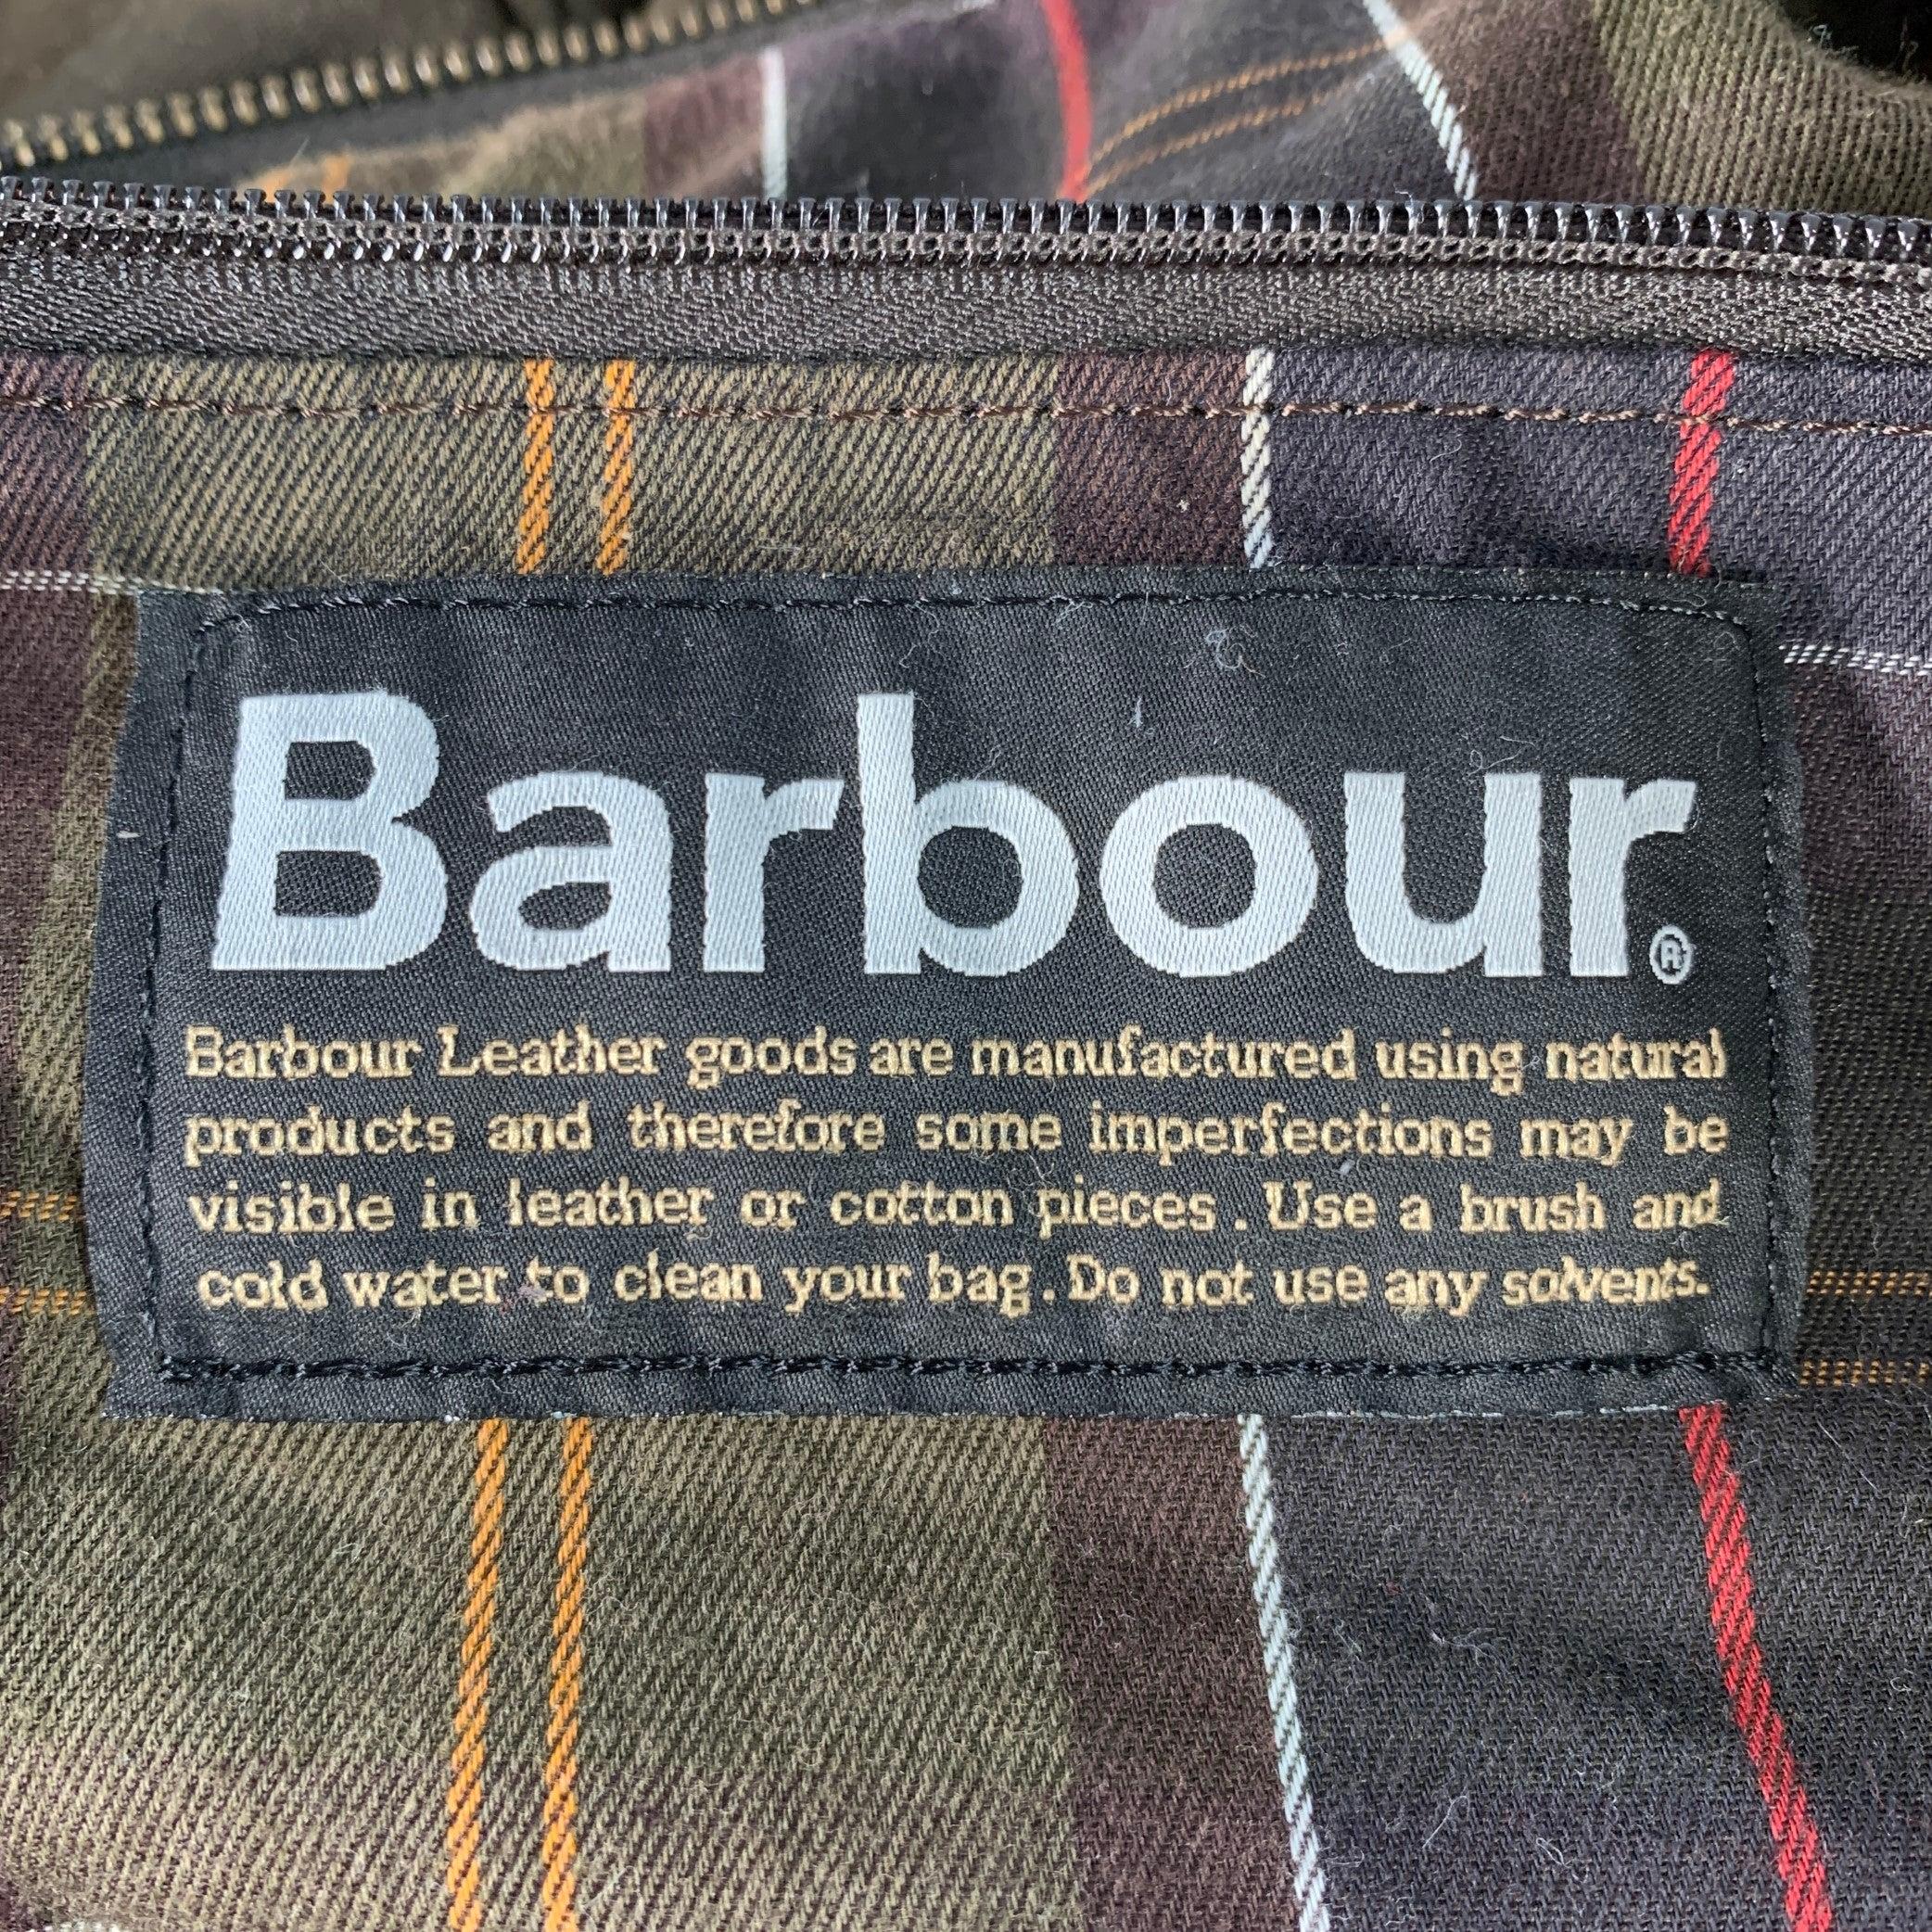 Barbour®
Barbour Leather goods are manufactured using natural
products and therefore some imperfections may be
visible in leather or cotton pieces. Use a brush and
cold water to clean your bag. Do not use any solvents.